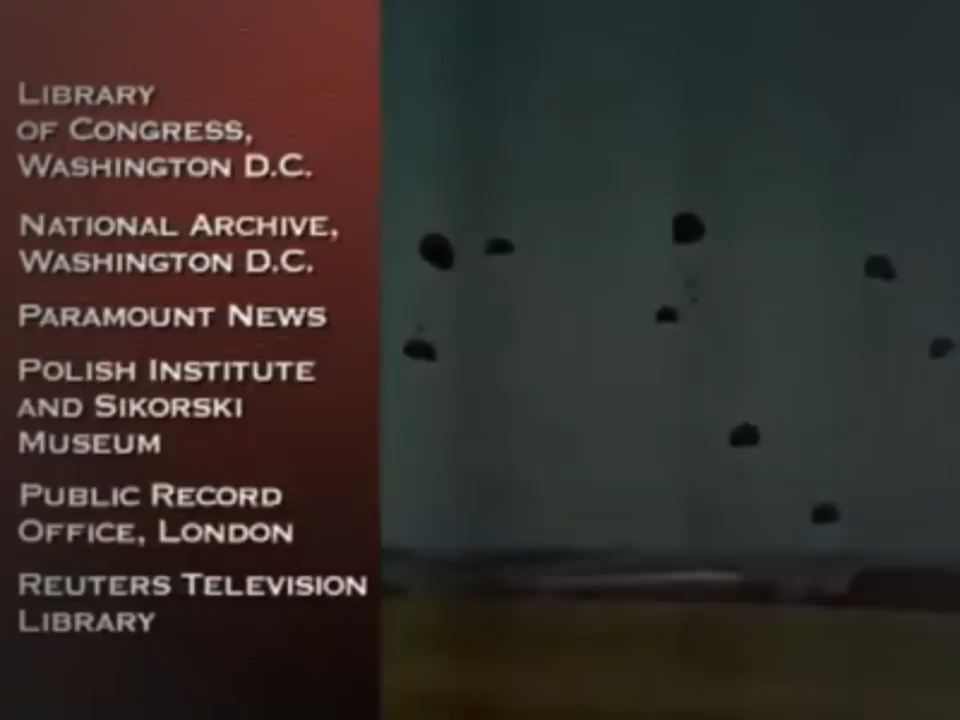 Library
of Congress,
Washington D.C.
National Archive,
Washington D.C.
Paramount News
Polish Institute
and Sikorski
Museum
Public Record
Office, London
Reuters Television
Library